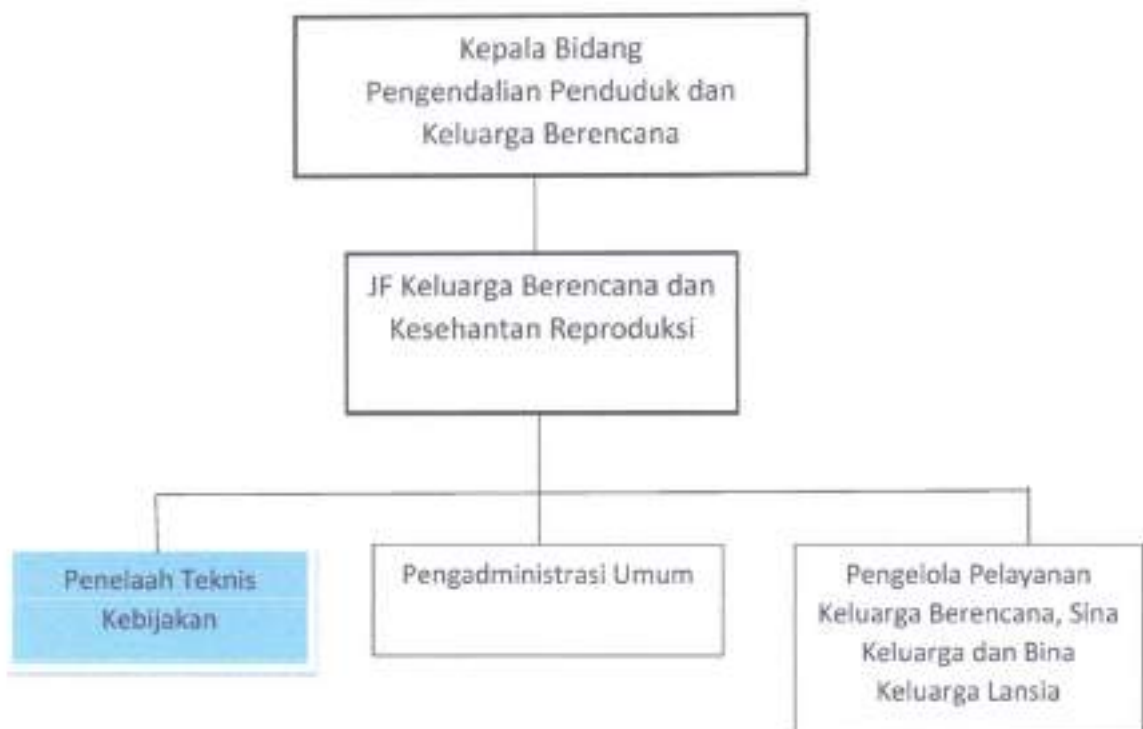 Kepala Bidang
Pengendalian Penduduk dan
Keluarga Berencana
JF Keluarga Berencana dan
Kesehantan Reproduksi
Penelaah Teknis
Kebijakan
Pengadministrasi Umum
Pengelola Pelayanan
Keluarga Berencana, Sina
Keluarga dan Bina
Keluarga Lansia